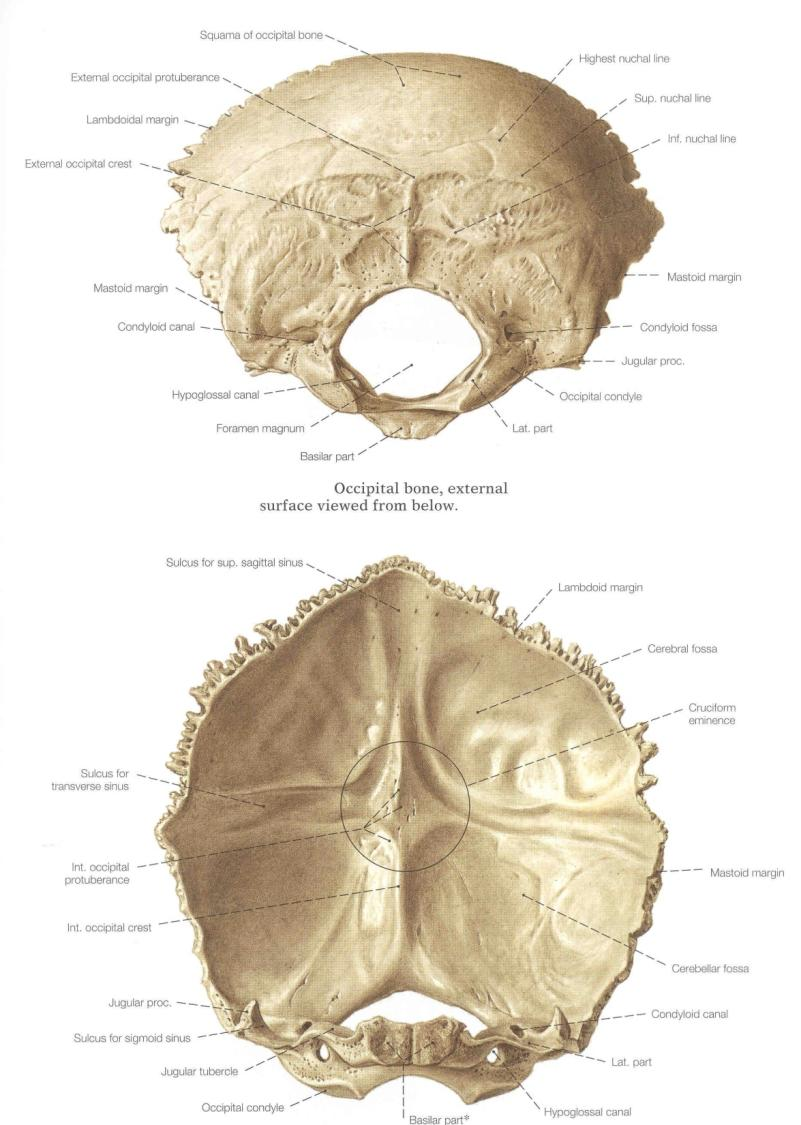 Squama of occipital bone
Highest nuchal line
External occipital protuberance
Sup. nuchal line
Lambdoidal margin
Inf. nuchal line
External occipital crest
Mastoid margin
Mastoid margin
Condyloid canal
Condyloid fossa
Jugular proc.
Hypoglossal canal
Occipital condyle
Foramen magnum
Lat. part
Basilar part
Occipital bone, external
surface viewed from below.
Sulcus for sup. sagittal sinus
Lambdoid margin
Cerebral fossa
Cruciform
eminence
Sulcus for
transverse sinus
Int. occipital
protuberance
Mastoid margin
Int. occipital crest
Cerebellar fossa
Jugular proc.
Condyloid canal
Sulcus for sigmoid sinus
Lat. part
Jugular tubercle
Occipital condyle
Hypoglossal canal
Basilar part*